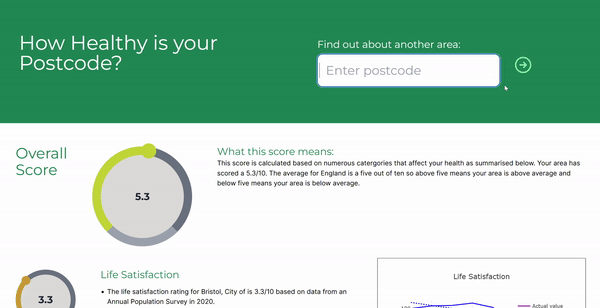 How Healthy is your
Postcode?
Find out about another area:
Enter postcode
Overall
Score
5.3
What this score means:
This score is calculated based on numerous catergories that affect your health as summarised below. Your area has
scored a 5.3/10. The average for England is a five out of ten so above five means your area is above average and
below five means your area is below average.
3.3
Life Satisfaction
• The life satisfaction rating for Bristol, City of is 3.3/10 based on data from an
Annual Population Survey in 2020.
Life Satisfaction
Actual value